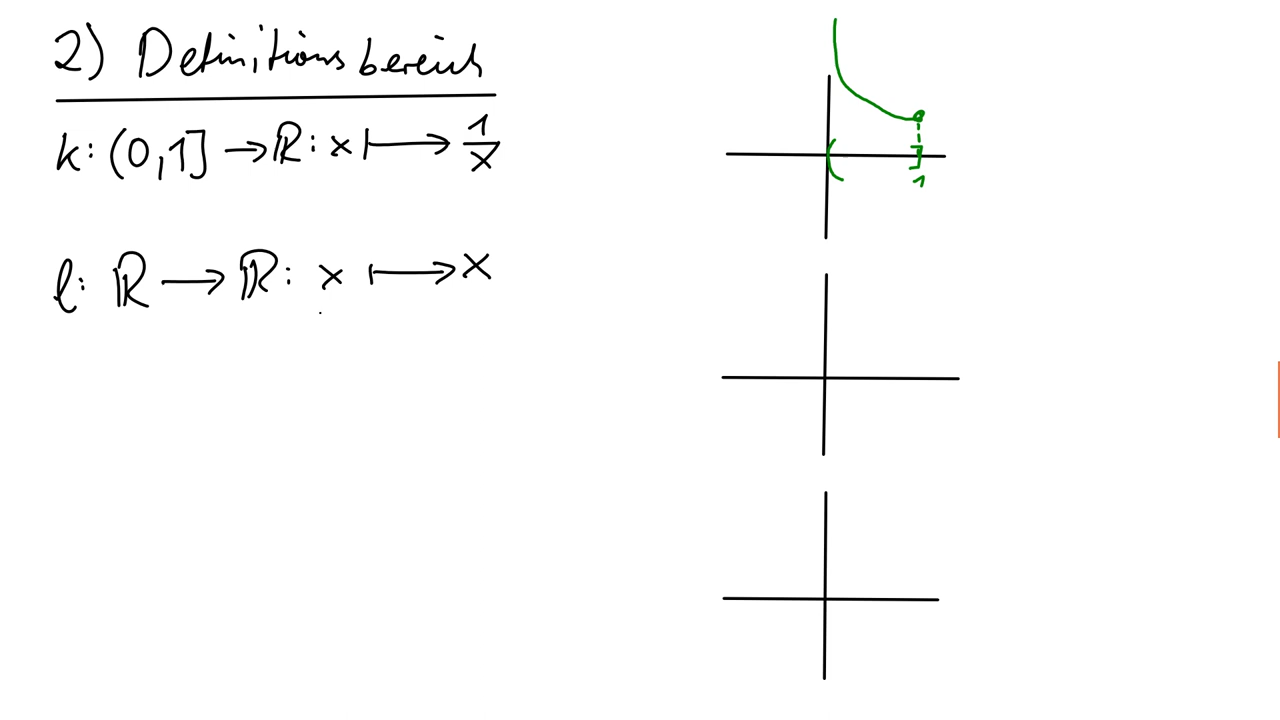 2) Definitionsbereich
k: (0,1] → ℝ: x ⟼ 1/x
1
l: ℝ ⟶ ℝ: x ⟼ x